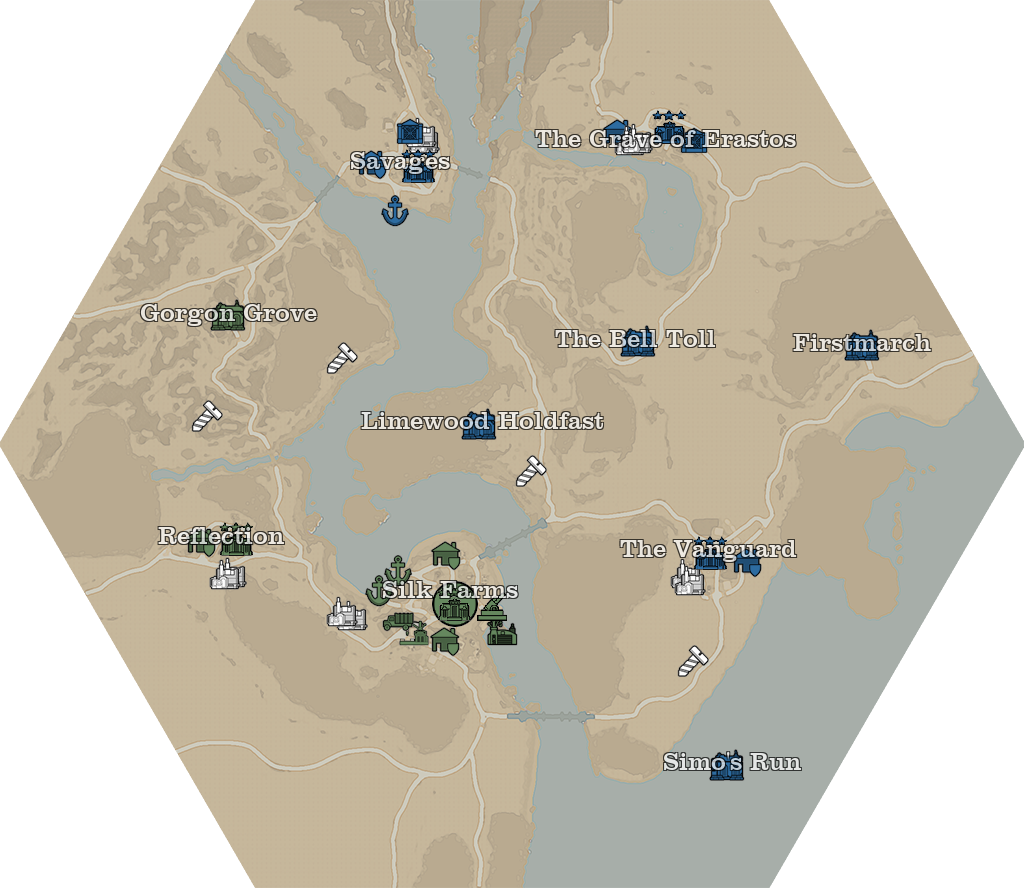 The Grave of Erastos
Savages
Gorgon Grove
The Bell Toll
Firstmarch
Limewood Holdfast
Reflection
The Vanguard
Silk Farms
Simo's Run